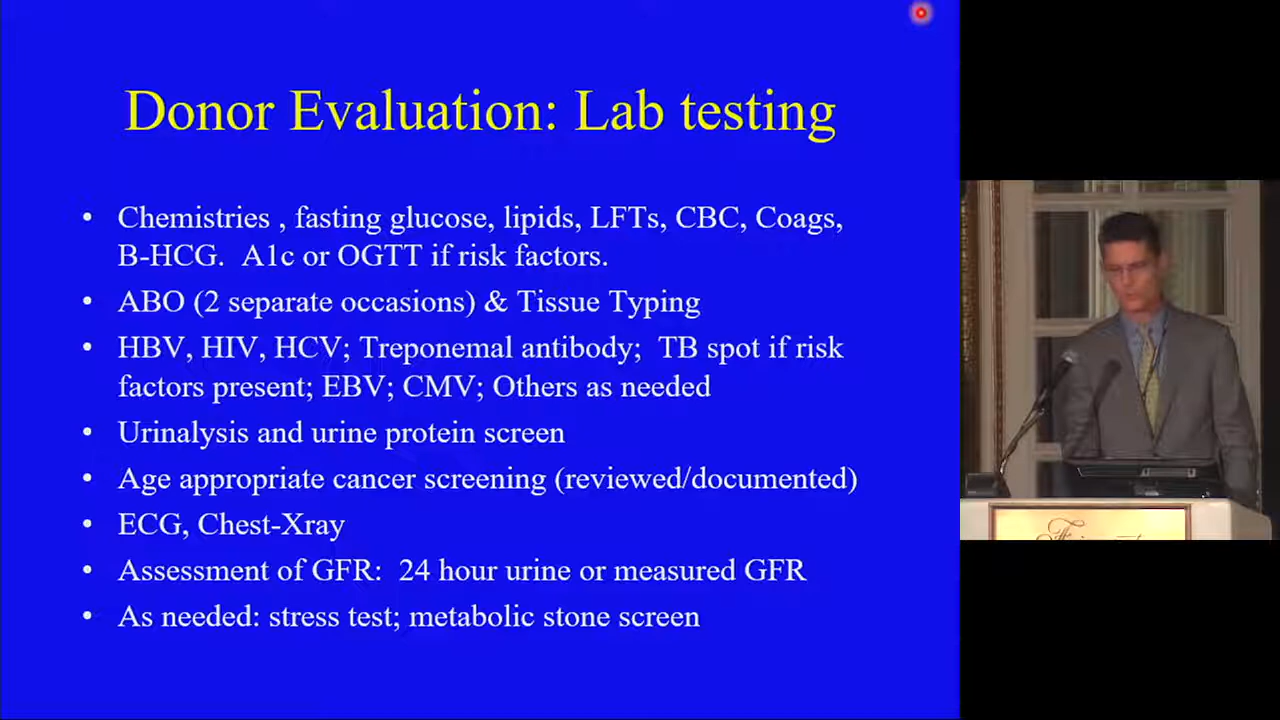 Donor Evaluation: Lab testing
• Chemistries , fasting glucose, lipids, LFTs, CBC, Coags,
B-HCG. A1c or OGTT if risk factors.
• ABO (2 separate occasions) & Tissue Typing
• HBV, HIV, HCV; Treponemal antibody; TB spot if risk
factors present; EBV; CMV; Others as needed
• Urinalysis and urine protein screen
• Age appropriate cancer screening (reviewed/documented)
• ECG, Chest-Xray
• Assessment of GFR: 24 hour urine or measured GFR
• As needed: stress test; metabolic stone screen